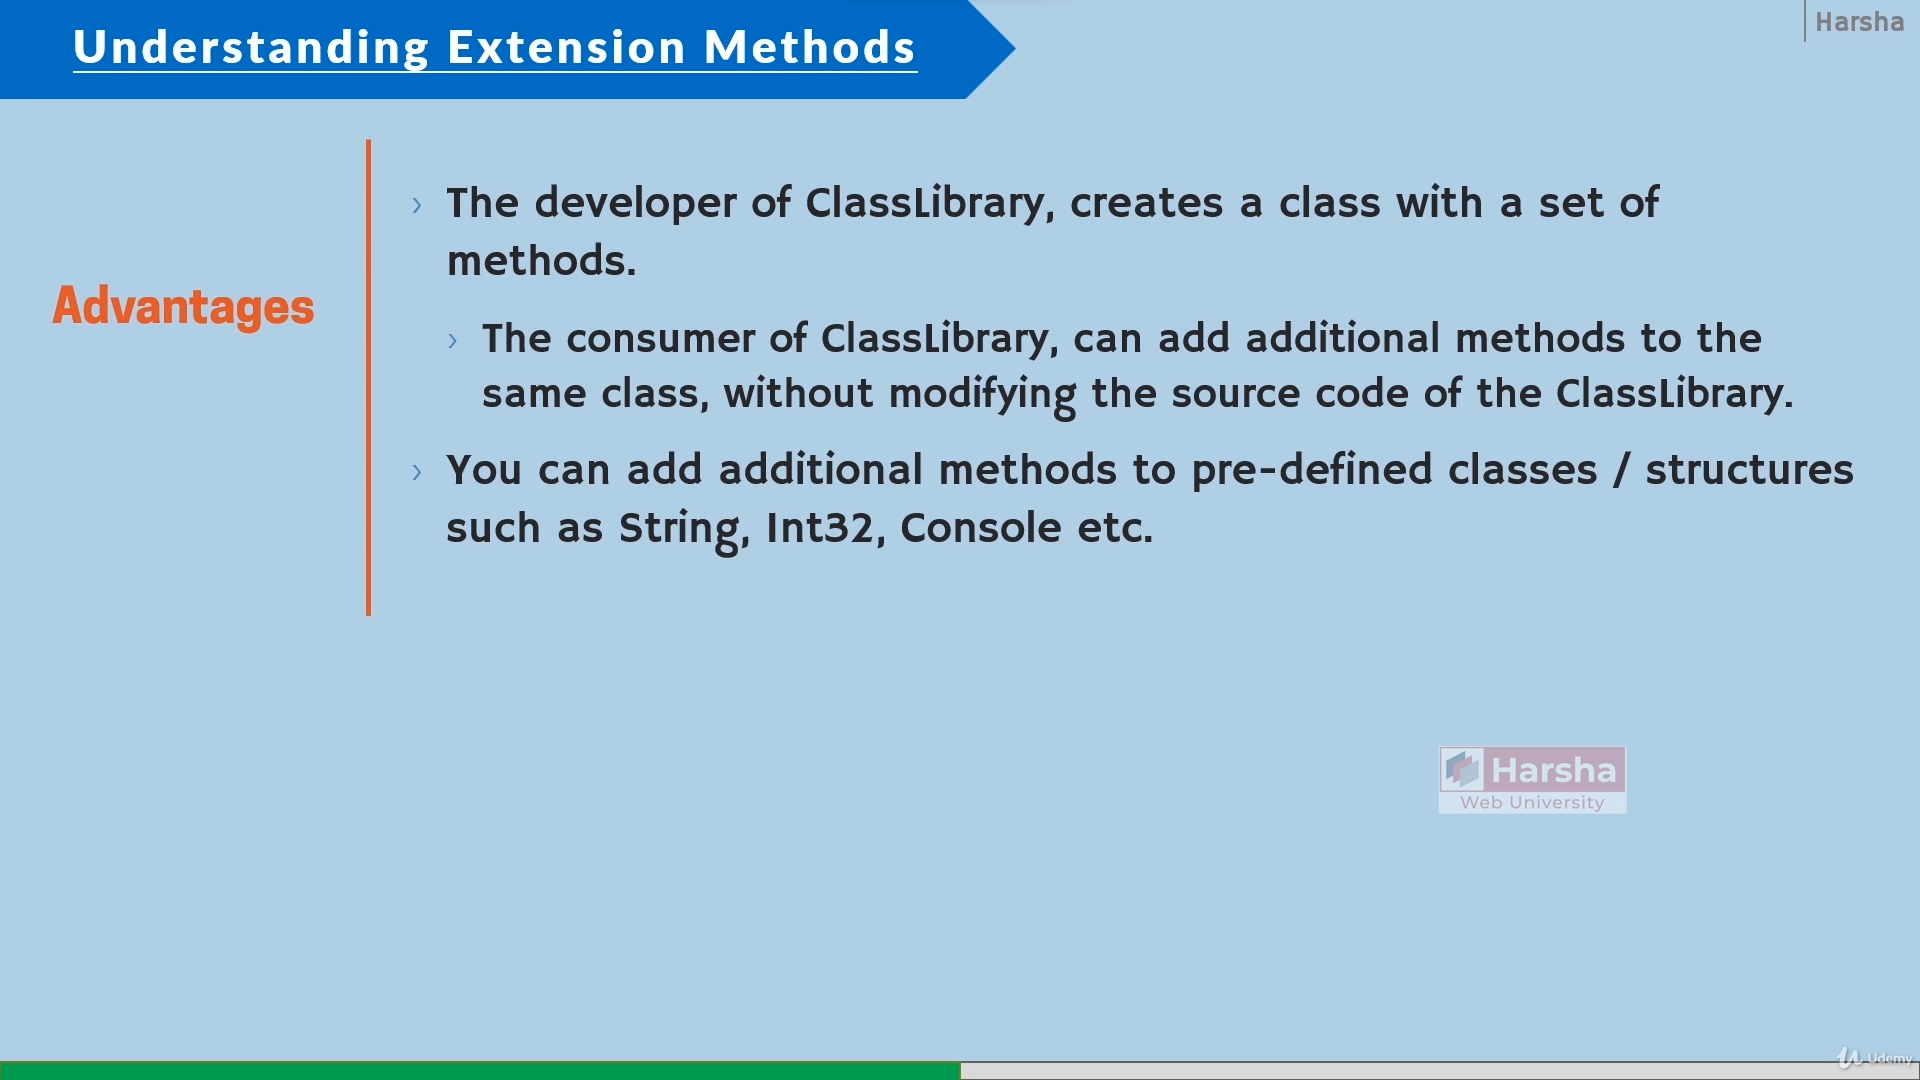 Understanding Extension Methods
Harsha
Advantages
› The developer of ClassLibrary, creates a class with a set of
methods.
› The consumer of ClassLibrary, can add additional methods to the
same class, without modifying the source code of the ClassLibrary.
› You can add additional methods to pre-defined classes / structures
such as String, Int32, Console etc.
Harsha
Web University
Udemy